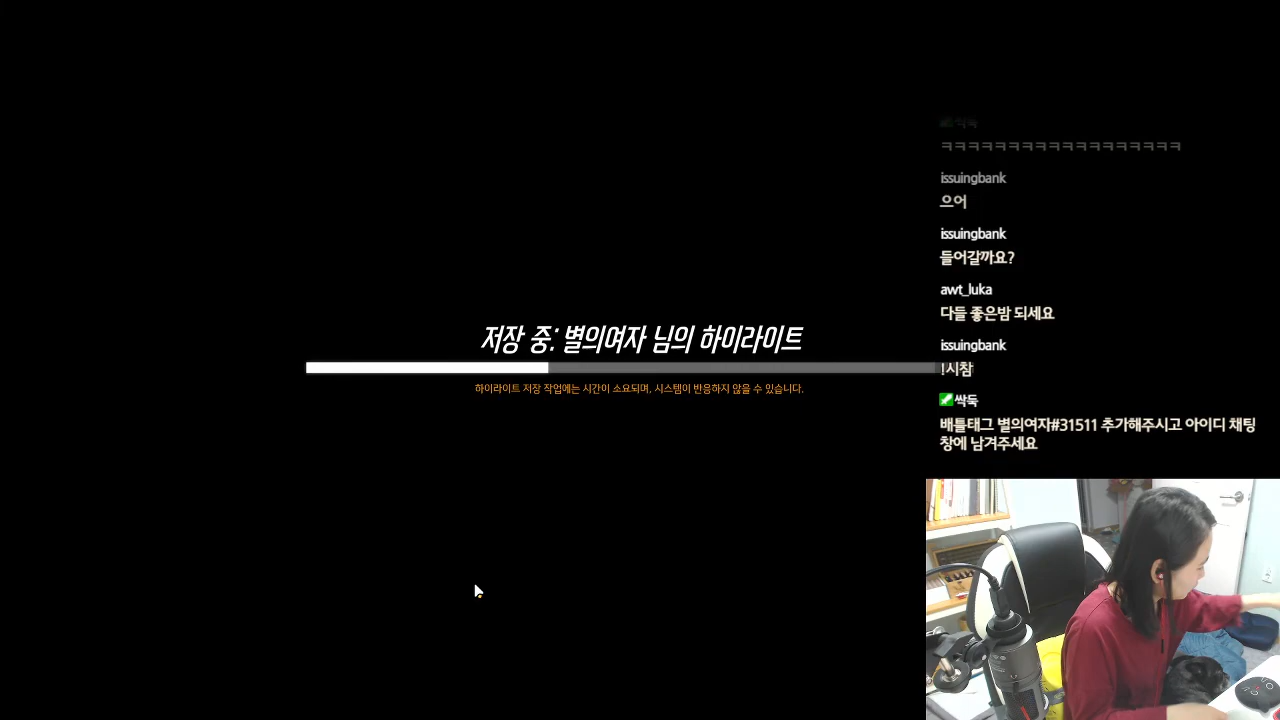 저장 중: 별의여자 님의 하이라이트
하이라이트 저장 작업에는 시간이 소요되며, 시스템이 반응하지 않을 수 있습니다.
싹둑
ㅋㅋㅋㅋㅋㅋㅋㅋㅋㅋㅋㅋㅋㅋㅋㅋㅋㅋ
issuingbank
으어
issuingbank
들어갈까요?
awt_luka
다들 좋은밤 되세요
issuingbank
!시참
싹둑
배틀태그 별의여자#31511 추가해주시고 아이디 채팅
창에 남겨주세요